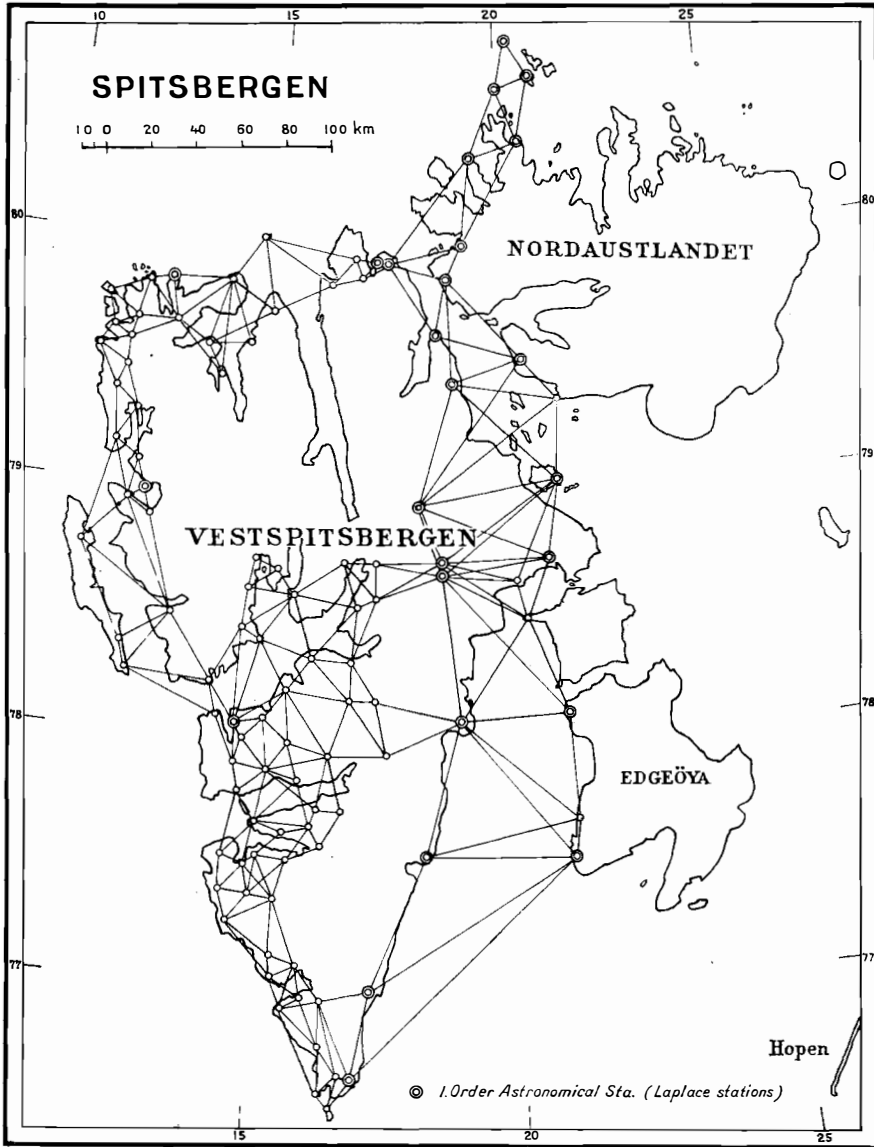 10 15 20 25
SPITSBERGEN
10 0 20 40 60 80 100 km
80 80
NORDAUSTLANDET
79 79
VESTSPITSBERGEN
78 78
EDGEÖYA
77 77
Hopen
1. Order Astronomical Sta. (Laplace stations)
15 20 25